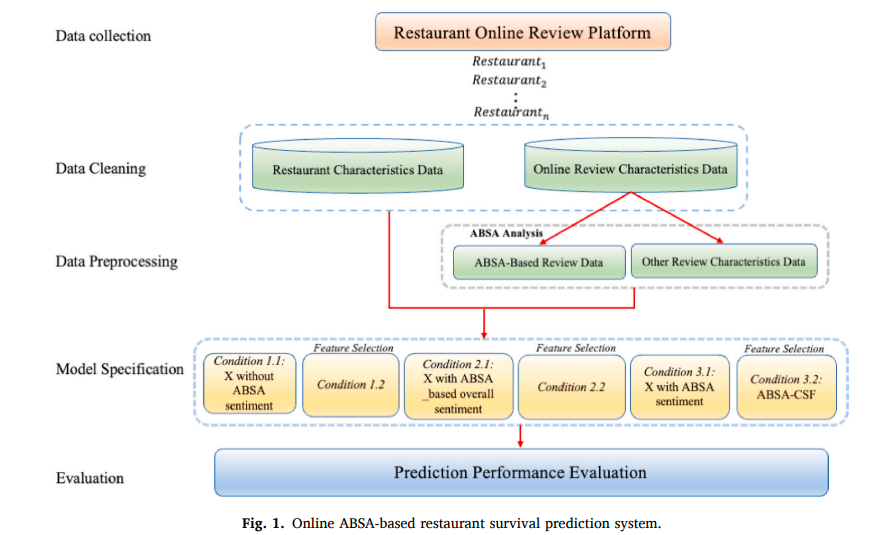 Data collection
Restaurant Online Review Platform
Restaurant₁
Restaurant₂
⋮
Restaurantₙ
Data Cleaning
Restaurant Characteristics Data
Online Review Characteristics Data
ABSA Analysis
Data Preprocessing
ABSA-Based Review Data
Other Review Characteristics Data
Model Specification
Condition 1.1:
X without
ABSA
sentiment
Feature Selection
Condition 1.2
Condition 2.1:
X with ABSA
_based overall
sentiment
Feature Selection
Condition 2.2
Condition 3.1:
X with ABSA
sentiment
Feature Selection
Condition 3.2:
ABSA-CSF
Evaluation
Prediction Performance Evaluation
Fig. 1. Online ABSA-based restaurant survival prediction system.